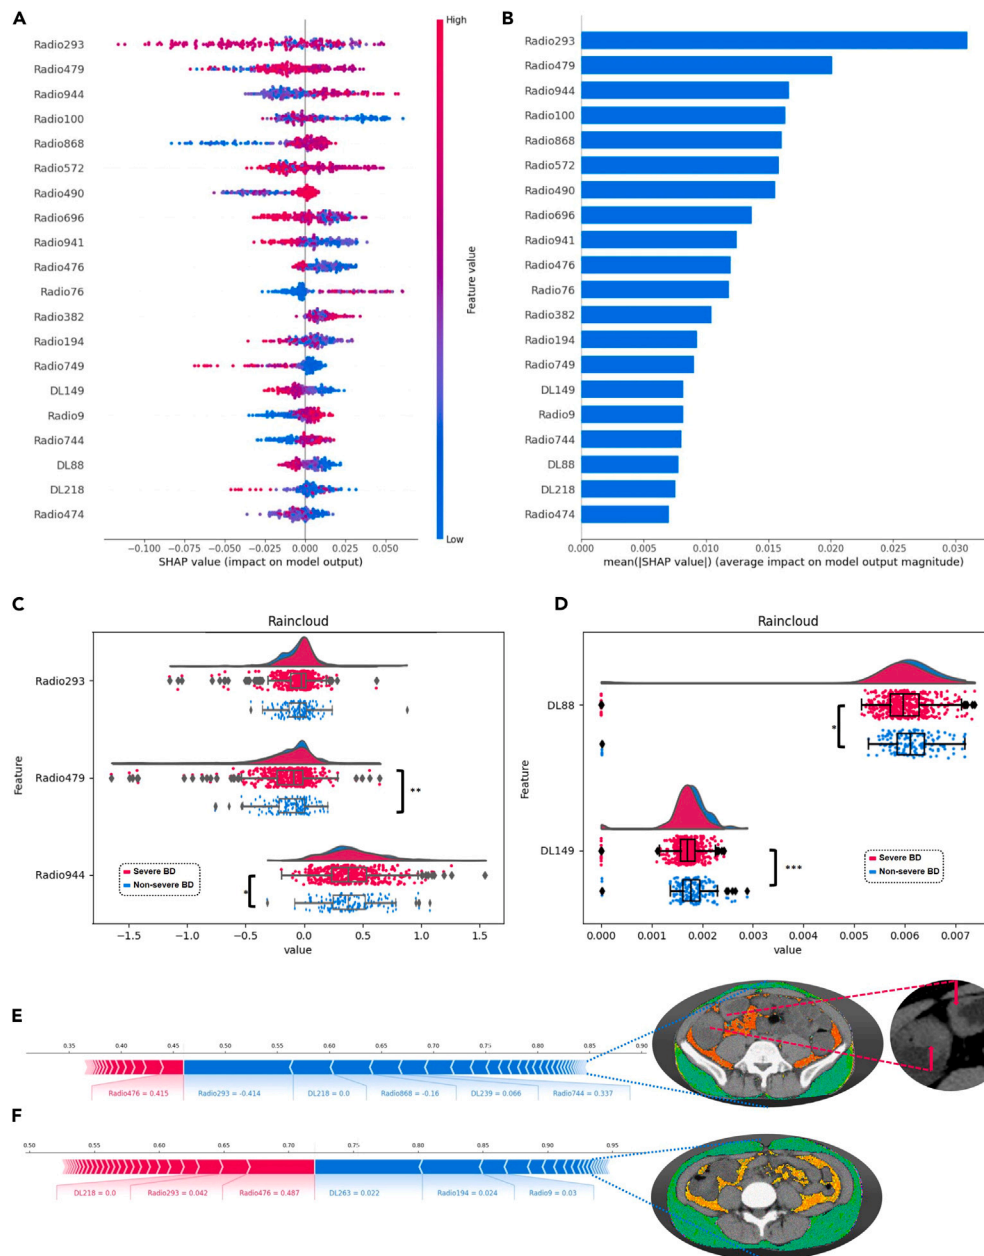 A
High
Radio293
Radio479
Radio944
Radio100
Radio868
Radio572
Radio490
Radio696
Radio941
Radio476
Radio76
Radio382
Radio194
Radio749
DL149
Radio9
Radio744
DL88
DL218
Radio474
Feature value
Low
−0.100 −0.075 −0.050 −0.025 0.000 0.025 0.050
SHAP value (impact on model output)
B
Radio293
Radio479
Radio944
Radio100
Radio868
Radio572
Radio490
Radio696
Radio941
Radio476
Radio76
Radio382
Radio194
Radio749
DL149
Radio9
Radio744
DL88
DL218
Radio474
0.000 0.005 0.010 0.015 0.020 0.025 0.030
mean(|SHAP value|) (average impact on model output magnitude)
C
Raincloud
Radio293
Radio479
**
Radio944
*
Feature
Severe BD
Non-severe BD
−1.5 −1.0 −0.5 0.0 0.5 1.0 1.5
value
D
Raincloud
DL88
*
DL149
***
Feature
Severe BD
Non-severe BD
0.000 0.001 0.002 0.003 0.004 0.005 0.006 0.007
value
E
0.35 0.40 0.45 0.50 0.55 0.60 0.65 0.70 0.75 0.80 0.85 0.90
Radio476 = 0.415 Radio293 = -0.414 DL218 = 0.0 Radio868 = -0.16 DL239 = 0.066 Radio744 = 0.337
F
0.50 0.55 0.60 0.65 0.70 0.75 0.80 0.85 0.90 0.95
DL218 = 0.0 Radio293 = 0.042 Radio476 = 0.487 DL263 = 0.022 Radio194 = 0.024 Radio9 = 0.03